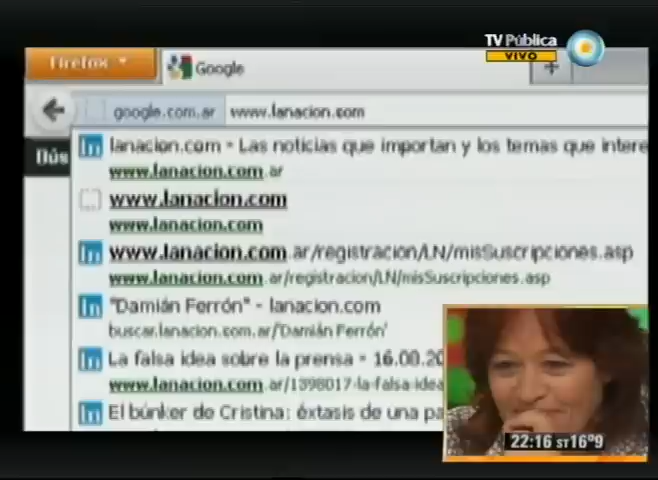 TV Pública
VIVO
Firefox
Google
+
google.com.ar www.lanacion.com
lanacion.com - Las noticias que importan y los temas que intere
www.lanacion.com.ar
www.lanacion.com
www.lanacion.com
www.lanacion.com.ar/registracion/LN/misSuscripciones.asp
www.lanacion.com.ar/registracion/LN/misSuscripciones.asp
"Damián Ferrón" - lanacion.com
buscar.lanacion.com.ar/'Damián Ferrón'
La falsa idea sobre la prensa - 16.00.20
www.lanacion.com.ar/1398017-la-falsa-idea
El búnker de Cristina: éxtasis de una pa
22:16 ST16º9